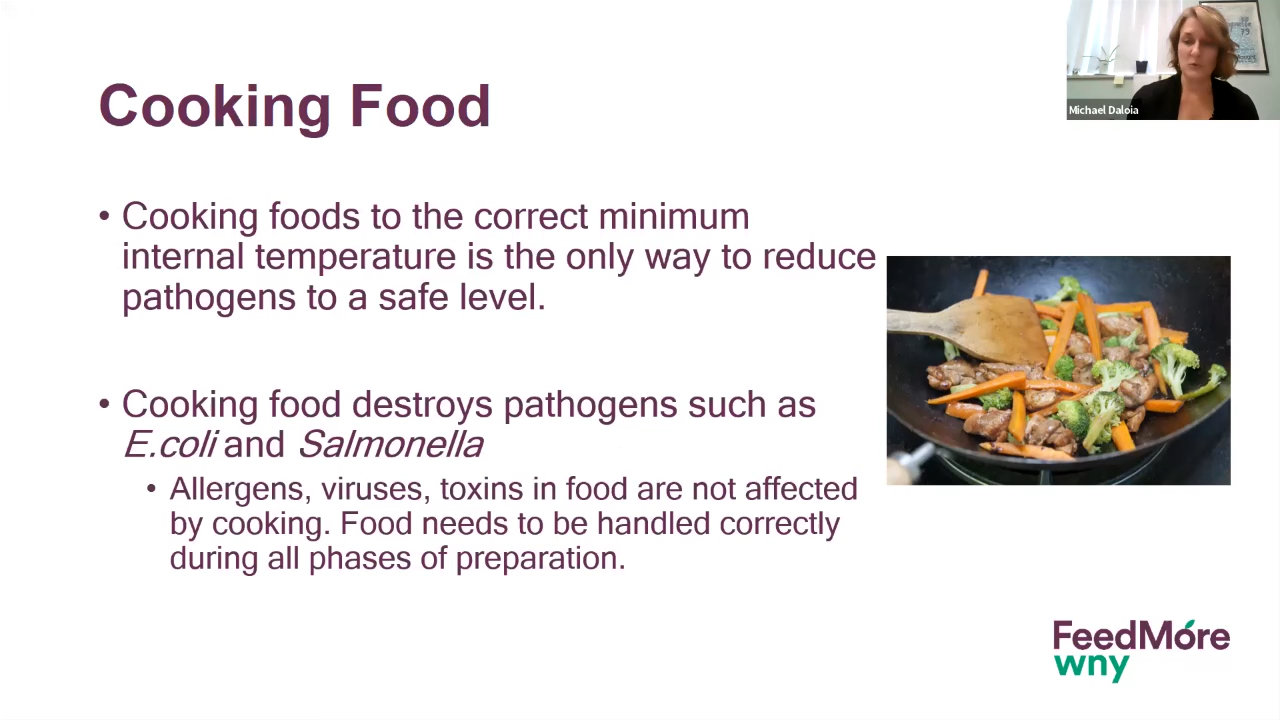 Cooking Food
• Cooking foods to the correct minimum
internal temperature is the only way to reduce
pathogens to a safe level.
• Cooking food destroys pathogens such as
E.coli and Salmonella
• Allergens, viruses, toxins in food are not affected
by cooking. Food needs to be handled correctly
during all phases of preparation.
Michael Daloia
FeedMore
wny